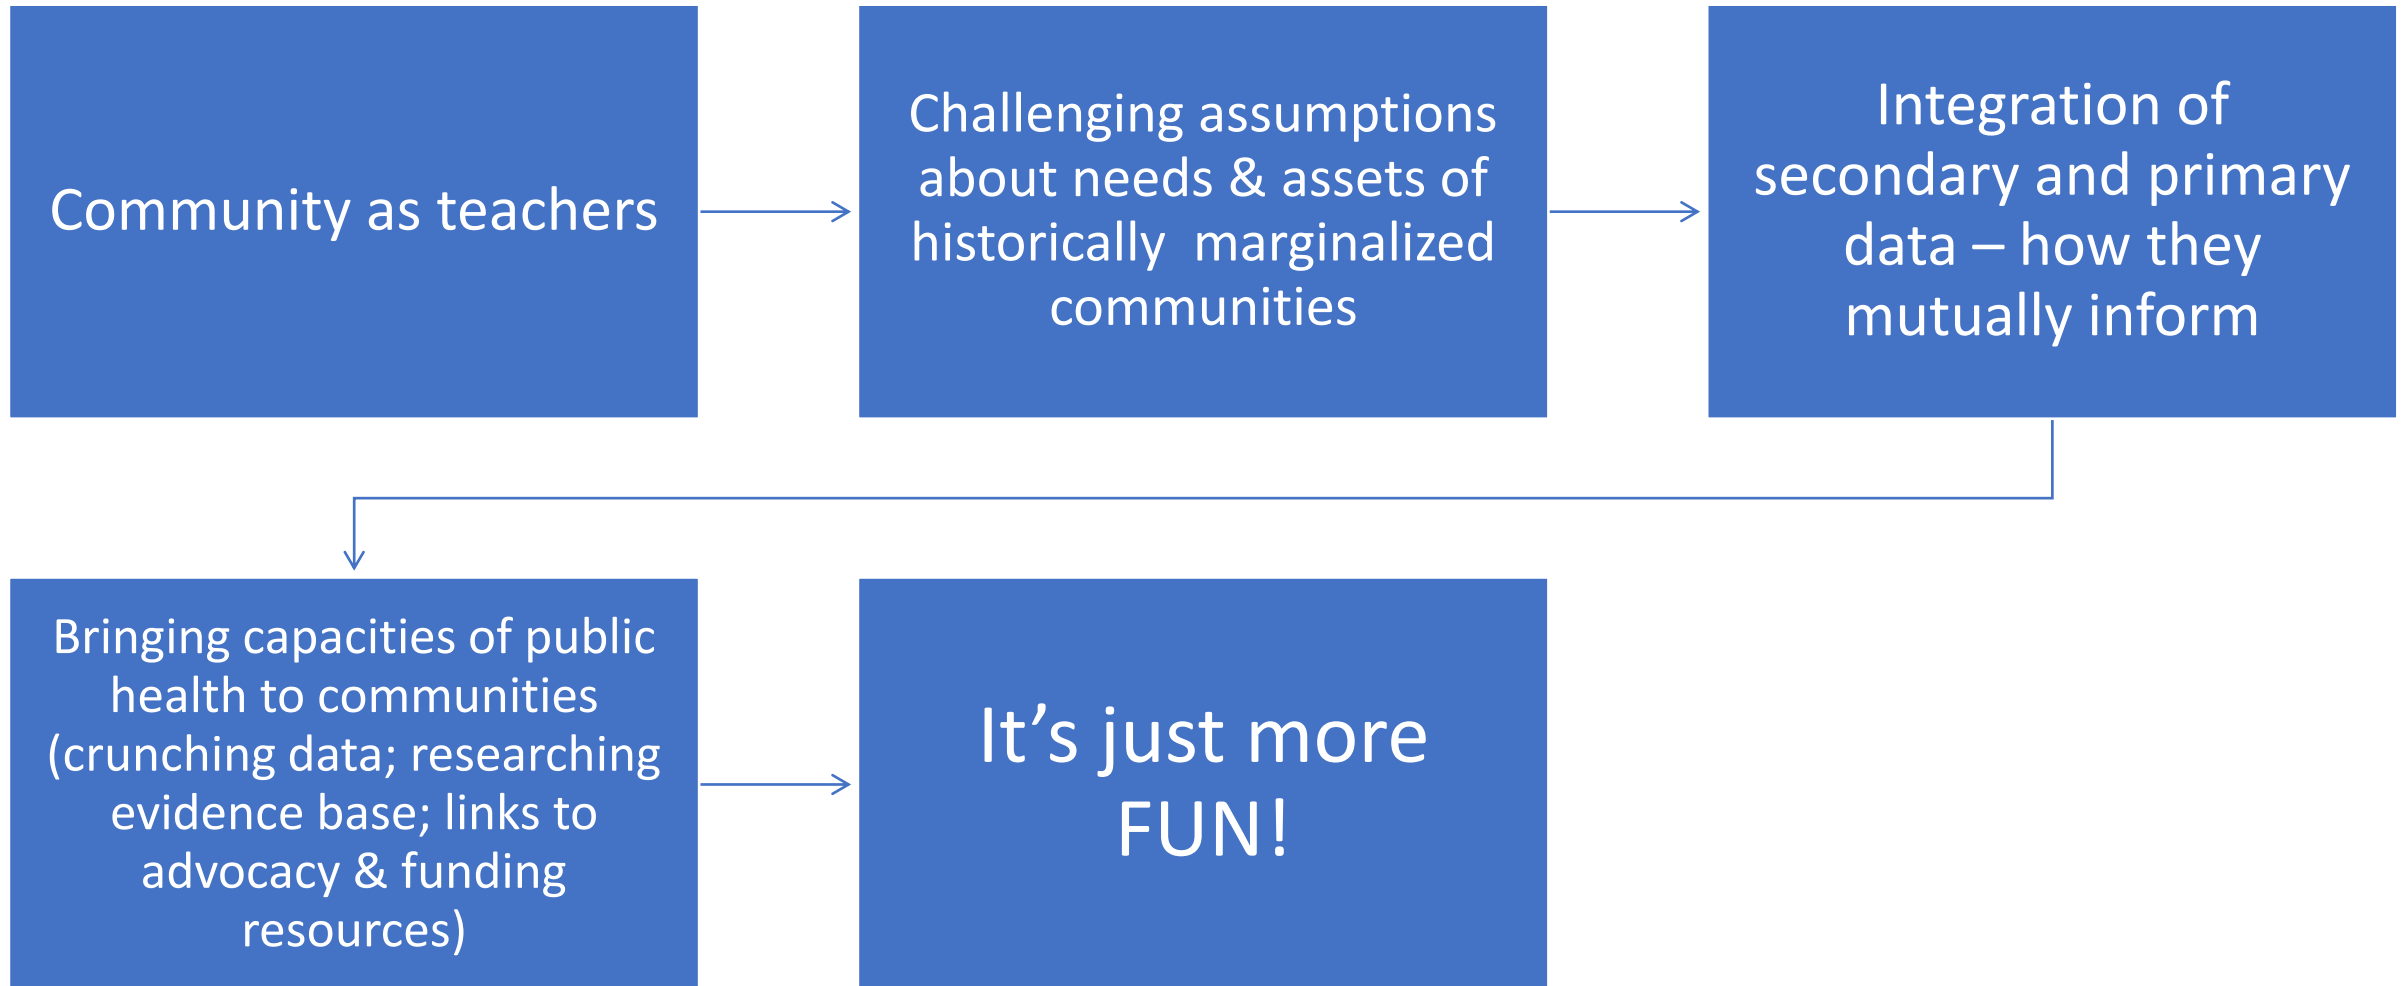 Community as teachers
Challenging assumptions
about needs & assets of
historically  marginalized
communities
Integration of
secondary and primary
data – how they
mutually inform
Bringing capacities of public
health to communities
(crunching data; researching
evidence base; links to
advocacy & funding
resources)
It’s just more
FUN!